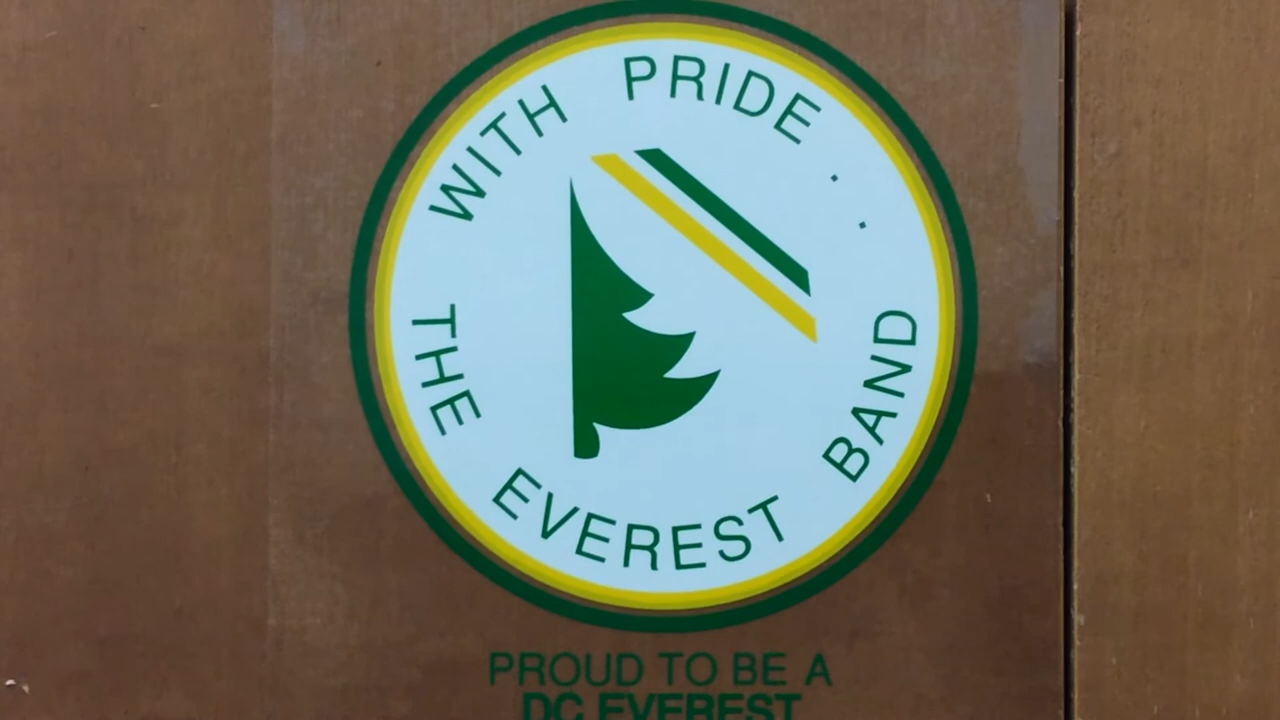 WITH PRIDE . .
THE EVEREST BAND
PROUD TO BE A
DC EVEREST